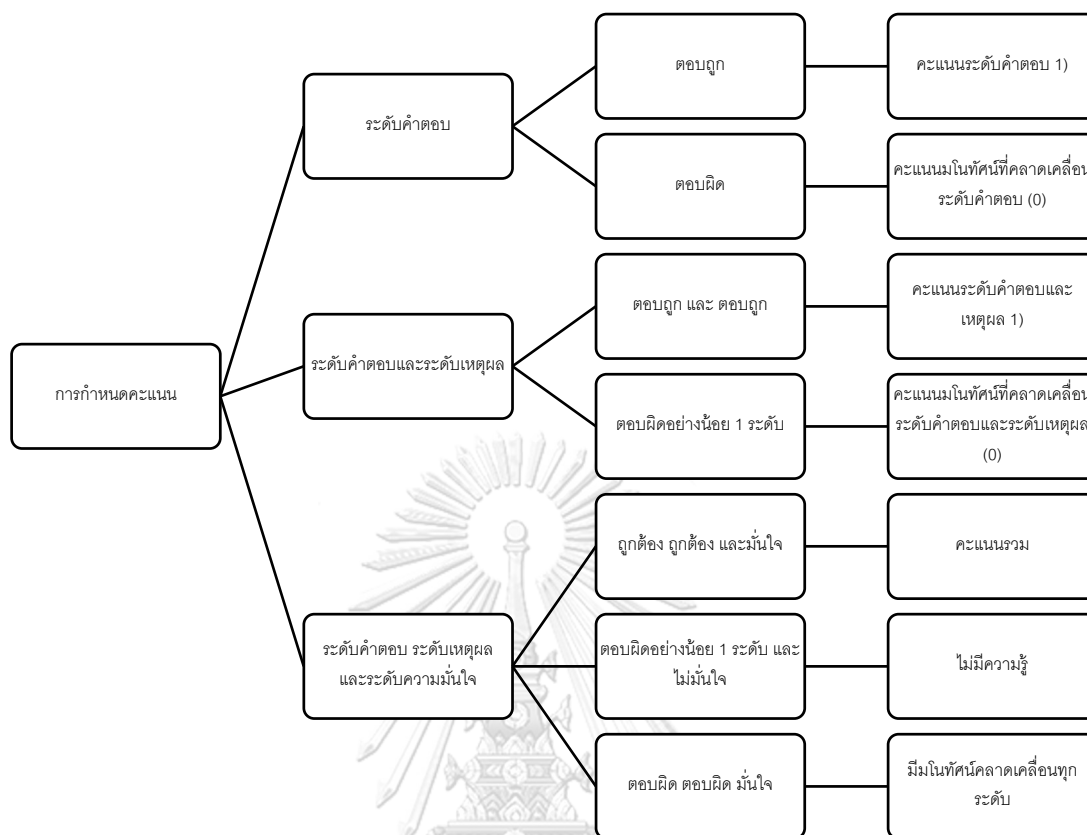 การกำหนดคะแนน
ระดับคำตอบ
ตอบถูก
คะแนนระดับคำตอบ 1)
ตอบผิด
คะแนนมโนทัศน์ที่คลาดเคลื่อน
ระดับคำตอบ (0)
ระดับคำตอบและระดับเหตุผล
ตอบถูก และ ตอบถูก
คะแนนระดับคำตอบและ
เหตุผล 1)
ตอบผิดอย่างน้อย 1 ระดับ
คะแนนมโนทัศน์ที่คลาดเคลื่อน
ระดับคำตอบและระดับเหตุผล
(0)
ระดับคำตอบ ระดับเหตุผล
และระดับความมั่นใจ
ถูกต้อง ถูกต้อง และมั่นใจ
คะแนนรวม
ตอบผิดอย่างน้อย 1 ระดับ และ
ไม่มั่นใจ
ไม่มีความรู้
ตอบผิด ตอบผิด มั่นใจ
มีมโนทัศน์คลาดเคลื่อนทุก
ระดับ